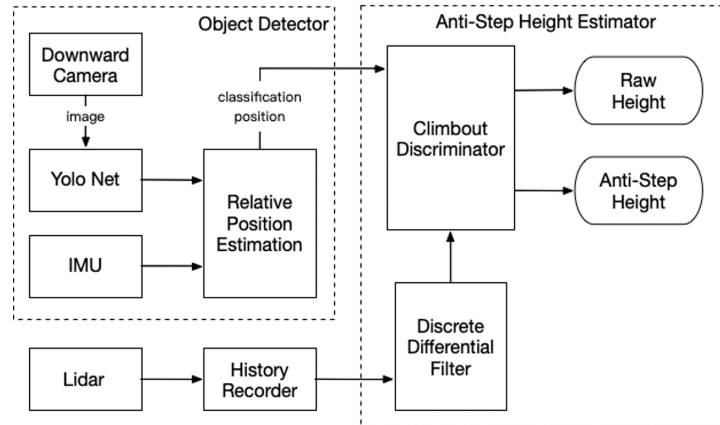 Object Detector
Anti-Step Height Estimator
Downward
Camera
image
classification
position
Yolo Net
Relative
Position
Estimation
IMU
Climbout
Discriminator
Raw
Height
Anti-Step
Height
Lidar
History
Recorder
Discrete
Differential
Filter